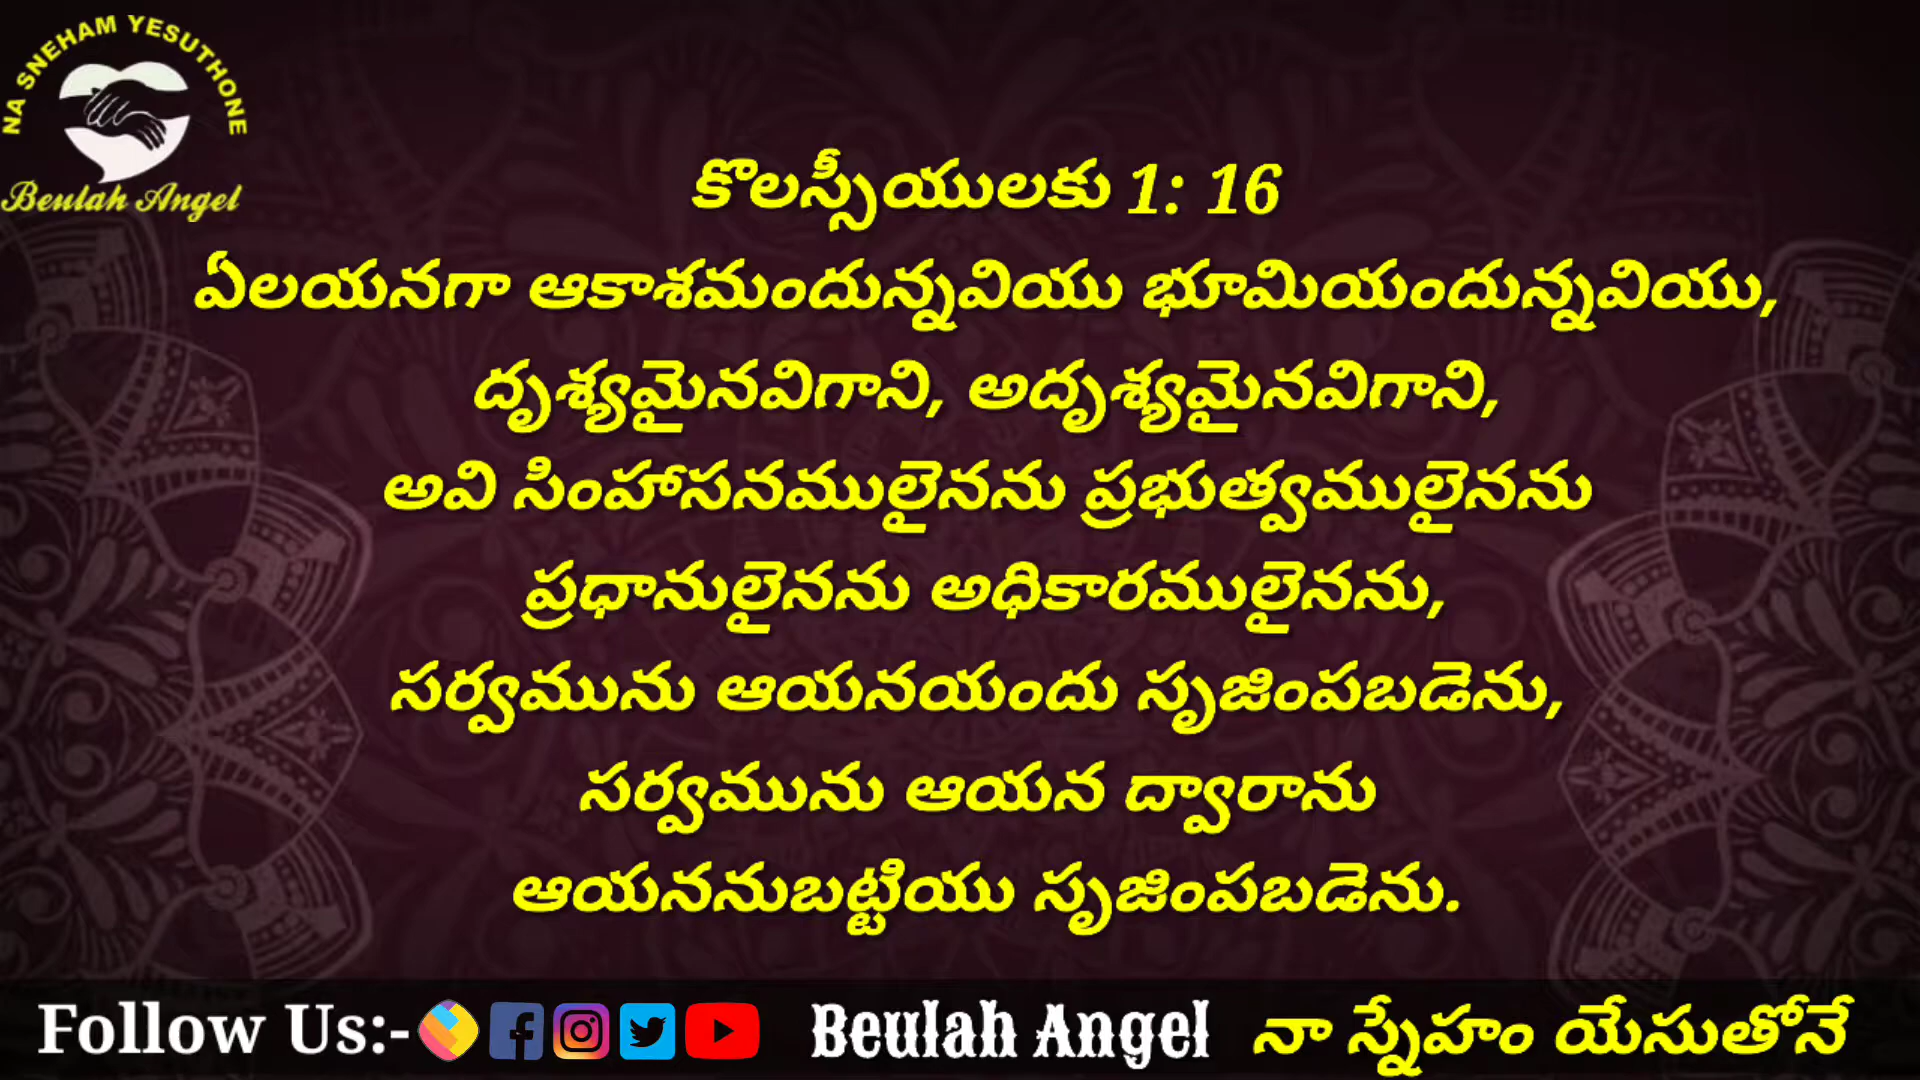 NA SNEHAM YESUTHONE
Beulah Angel
కొలస్సీయులకు 1: 16
ఏలయనగా ఆకాశమందున్నవియు భూమియందున్నవియు,
దృశ్యమైనవిగాని, అదృశ్యమైనవిగాని,
అవి సింహాసనములైనను ప్రభుత్వములైనను
ప్రధానులైనను అధికారములైనను,
సర్వమును ఆయనయందు సృజింపబడెను,
సర్వమును ఆయన ద్వారాను
ఆయననుబట్టియు సృజింపబడెను.
Follow Us:- Beulah Angel నా స్నేహం యేసుతోనే